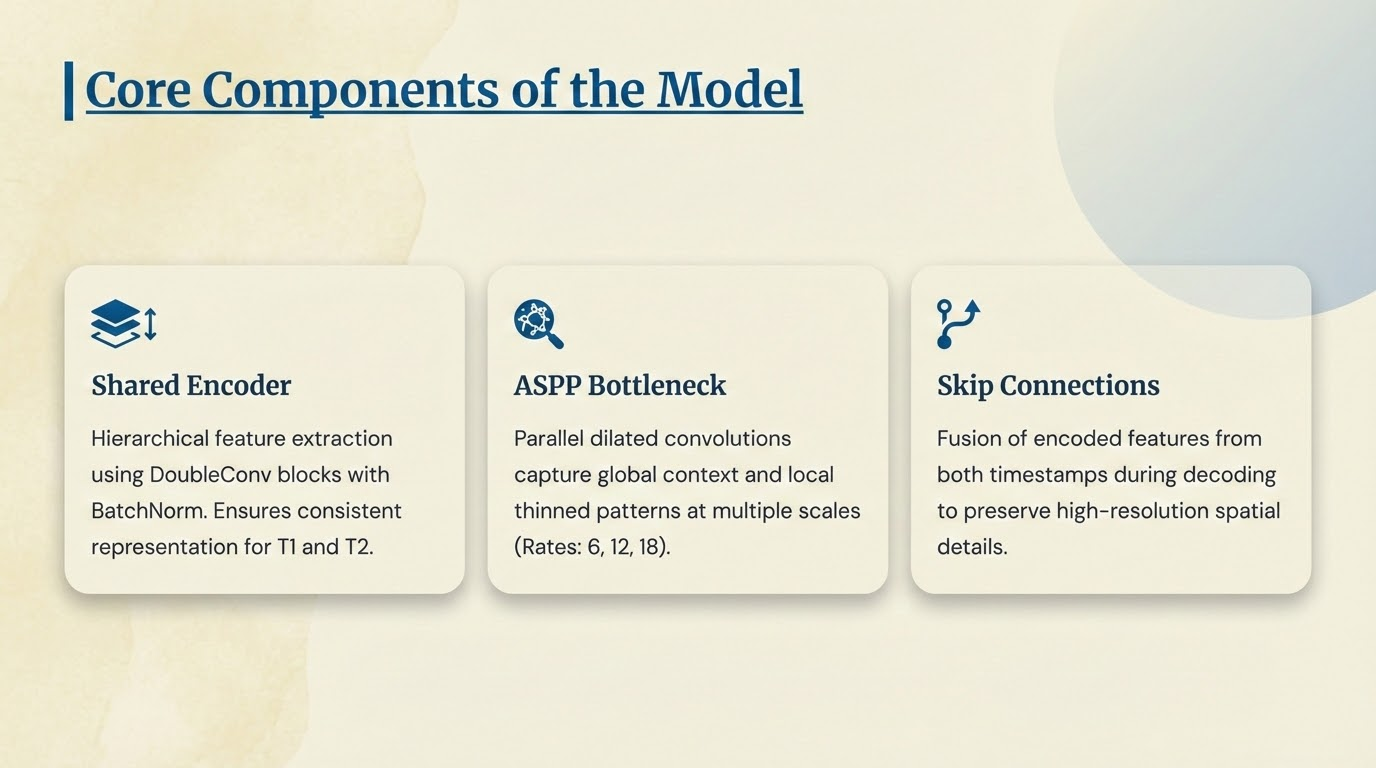 Core Components of the Model
Shared Encoder
Hierarchical feature extraction
using DoubleConv blocks with
BatchNorm. Ensures consistent
representation for T1 and T2.
ASPP Bottleneck
Parallel dilated convolutions
capture global context and local
thinned patterns at multiple scales
(Rates: 6, 12, 18).
Skip Connections
Fusion of encoded features from
both timestamps during decoding
to preserve high-resolution spatial
details.